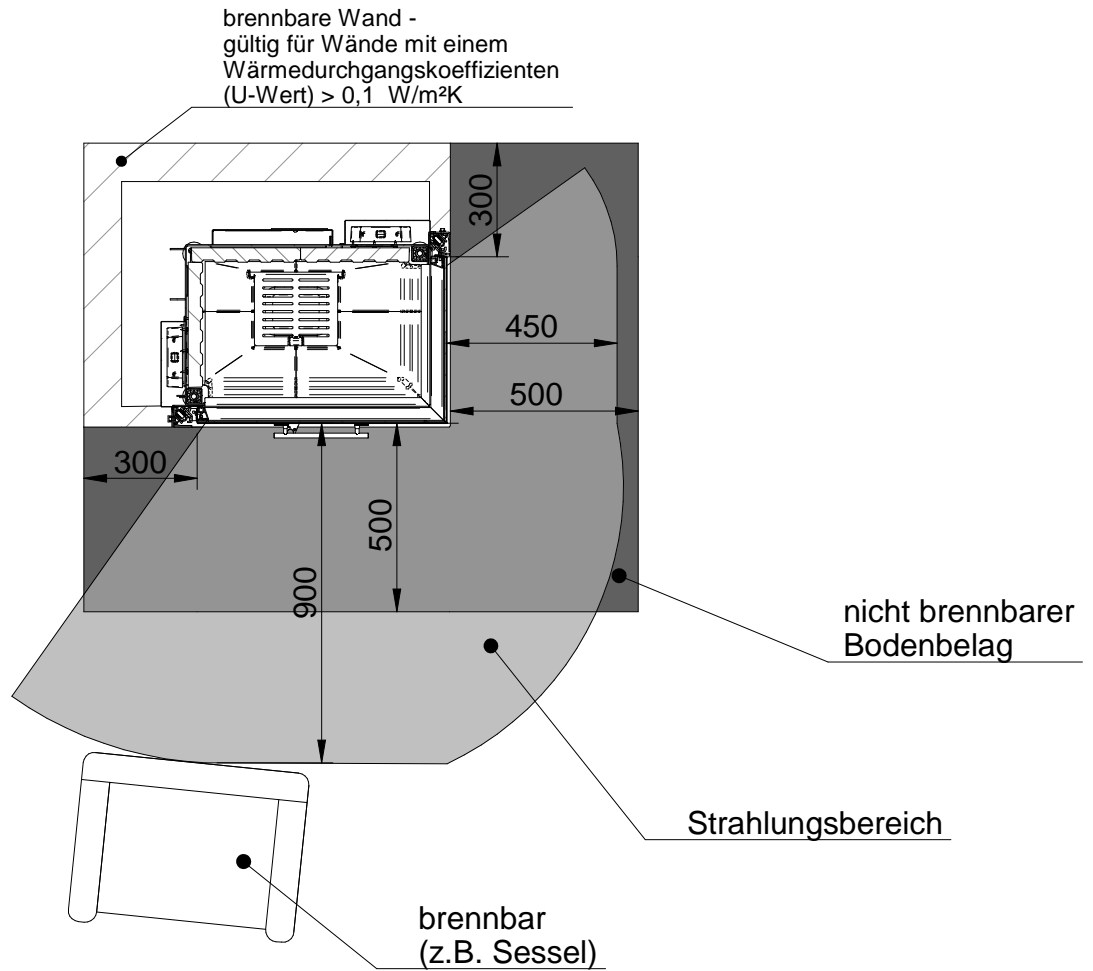 brennbare Wand -
gültig für Wände mit einem
Wärmedurchgangskoeffizienten
(U-Wert) > 0,1 W/m²K
300
450
500
300
500
900
nicht brennbarer
Bodenbelag
Strahlungsbereich
brennbar
(z.B. Sessel)